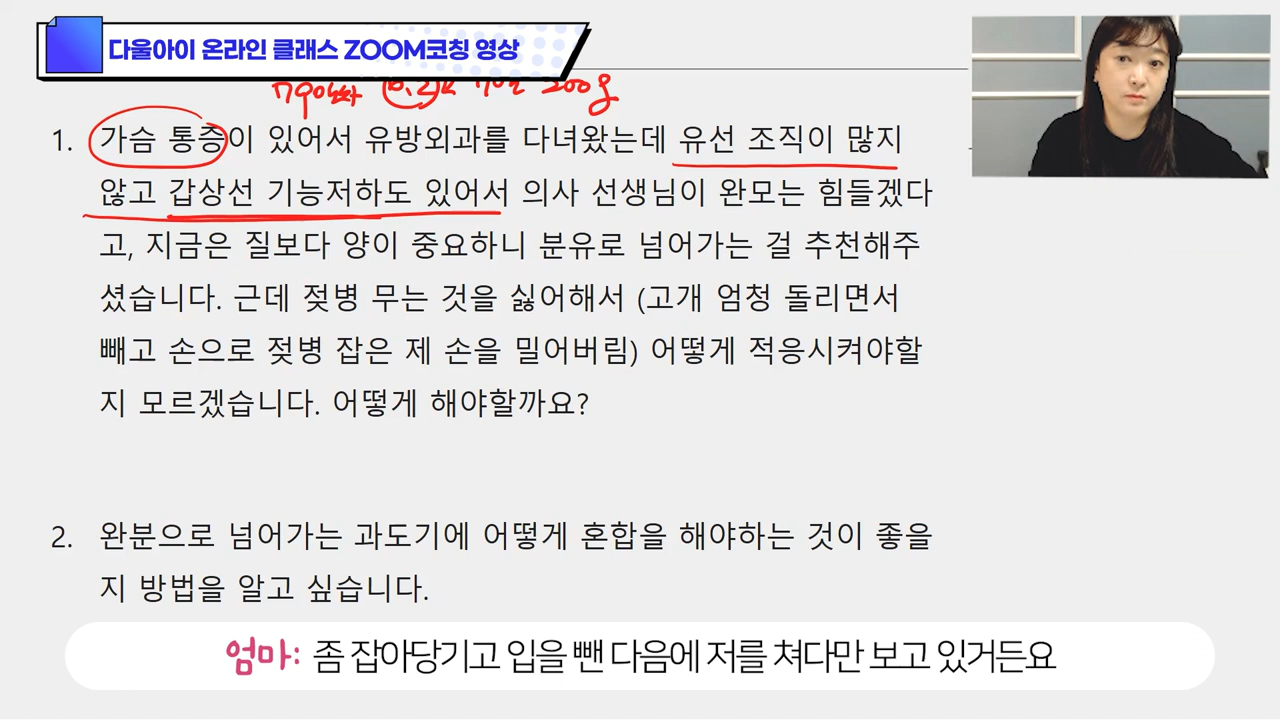 다울아이 온라인 클래스 ZOOM코칭 영상
200g
1. 가슴 통증이 있어서 유방외과를 다녀왔는데 유선 조직이 많지
않고 갑상선 기능저하도 있어서 의사 선생님이 완모는 힘들겠다
고, 지금은 질보다 양이 중요하니 분유로 넘어가는 걸 추천해주
셨습니다. 근데 젖병 무는 것을 싫어해서 (고개 엄청 돌리면서
빼고 손으로 젖병 잡은 제 손을 밀어버림) 어떻게 적응시켜야할
지 모르겠습니다. 어떻게 해야할까요?
2. 완분으로 넘어가는 과도기에 어떻게 혼합을 해야하는 것이 좋을
지 방법을 알고 싶습니다.
엄마: 좀 잡아당기고 입을 뺀 다음에 저를 쳐다만 보고 있거든요